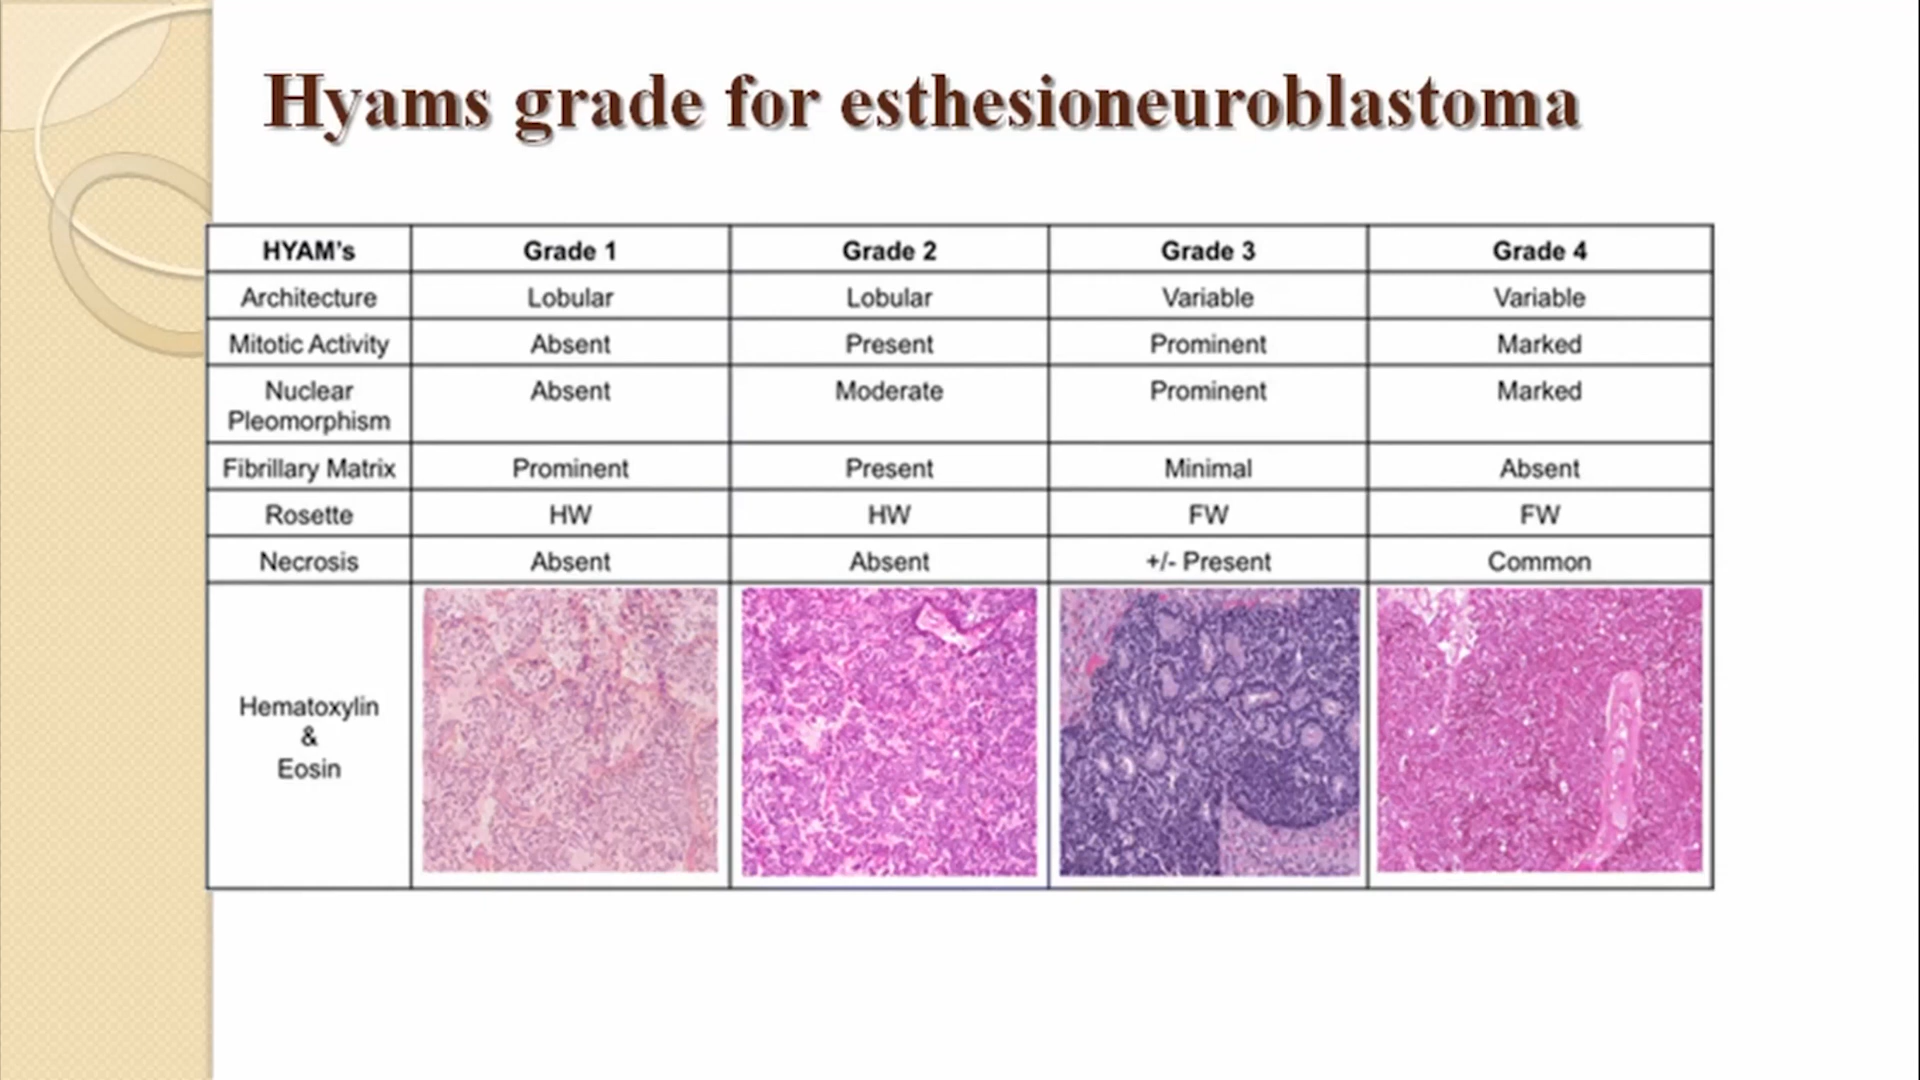 Hyams grade for esthesioneuroblastoma
HYAM's Grade 1 Grade 2 Grade 3 Grade 4
Architecture Lobular Lobular Variable Variable
Mitotic Activity Absent Present Prominent Marked
Nuclear Pleomorphism Absent Moderate Prominent Marked
Fibrillary Matrix Prominent Present Minimal Absent
Rosette HW HW FW FW
Necrosis Absent Absent +/- Present Common
Hematoxylin
&
Eosin